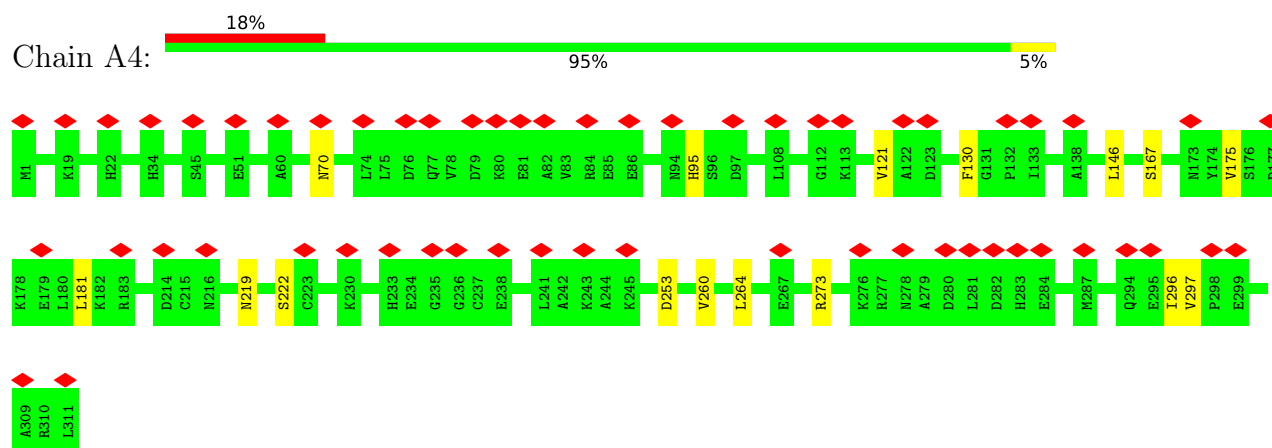 18%
Chain A4:
95% 5%
M1 K19 H22 H34 S45 E51 A60 N70 L74 L75 D76 Q77 V78 D79 K80 E81 A82 V83 R84 E85 E86 N94 H95 S96 D97 L108 G112 K113 V121 A122 D123 F130 G131 P132 I133 A138 L146 S167 N173 Y174 V175 S176
K178 E179 L180 L181 K182 R183 D214 C215 N216 N219 S222 C223 K230 H233 E234 G235 G236 C237 E238 L241 A242 K243 A244 K245 D253 V260 L264 E267 R273 K276 R277 N278 A279 D280 L281 D282 H283 E284 M287 Q294 E295 I296 V297 P298 E299
A309 R310 L311